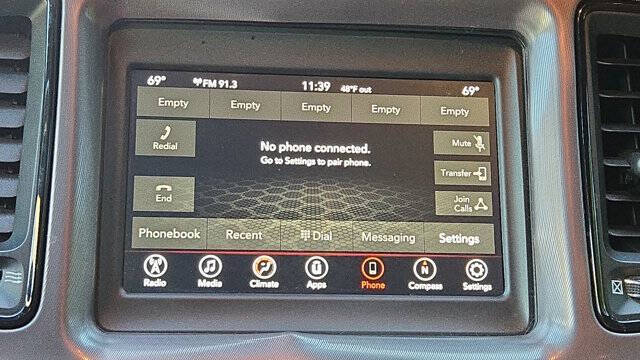 69° FM 91.3 11:39 48°F out 69°
Empty Empty Empty Empty Empty
Redial
No phone connected.
Go to Settings to pair phone.
Mute
Transfer
End
Join
Calls
Phonebook Recent Dial Messaging Settings
N
Radio Media Climate Apps Phone Compass Settings